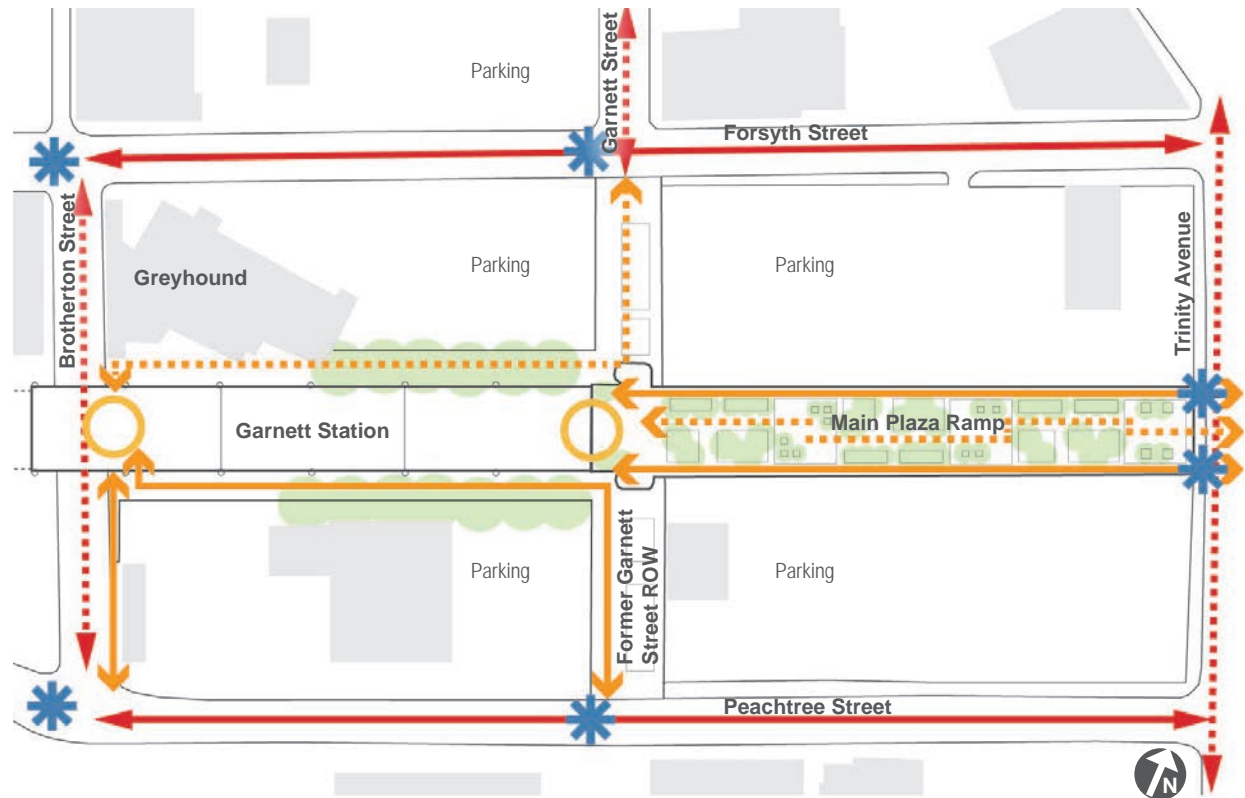 Parking
Garnett Street
Forsyth Street
Brotherton Street
Greyhound
Parking
Parking
Trinity Avenue
Garnett Station
Main Plaza Ramp
Parking
Former Garnett
Street ROW
Parking
Peachtree Street
N